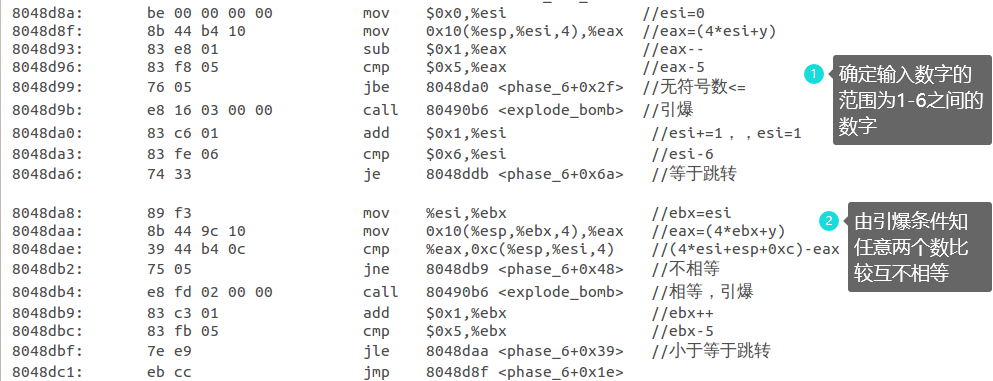 8048d8a: be 00 00 00 00 mov $0x0,%esi //esi=0
8048d8f: 8b 44 b4 10 mov 0x10(%esp,%esi,4),%eax //eax=(4*esi+y)
8048d93: 83 e8 01 sub $0x1,%eax //eax--
8048d96: 83 f8 05 cmp $0x5,%eax //eax-5
8048d99: 76 05 jbe 8048da0 <phase_6+0x2f> //无符号数<=
8048d9b: e8 16 03 00 00 call 80490b6 <explode_bomb> //引爆
8048da0: 83 c6 01 add $0x1,%esi //esi+=1，，esi=1
8048da3: 83 fe 06 cmp $0x6,%esi //esi-6
8048da6: 74 33 je 8048ddb <phase_6+0x6a> //等于跳转
1 确定输入数字的
范围为1-6之间的
数字
8048da8: 89 f3 mov %esi,%ebx //ebx=esi
8048daa: 8b 44 9c 10 mov 0x10(%esp,%ebx,4),%eax //eax=(4*ebx+y)
8048dae: 39 44 b4 0c cmp %eax,0xc(%esp,%esi,4) //(4*esi+esp+0xc)-eax
8048db2: 75 05 jne 8048db9 <phase_6+0x48> //不相等
8048db4: e8 fd 02 00 00 call 80490b6 <explode_bomb> //相等，引爆
8048db9: 83 c3 01 add $0x1,%ebx //ebx++
8048dbc: 83 fb 05 cmp $0x5,%ebx //ebx-5
8048dbf: 7e e9 jle 8048daa <phase_6+0x39> //小于等于跳转
8048dc1: eb cc jmp 8048d8f <phase_6+0x1e>
2 由引爆条件知
任意两个数比
较互不相等